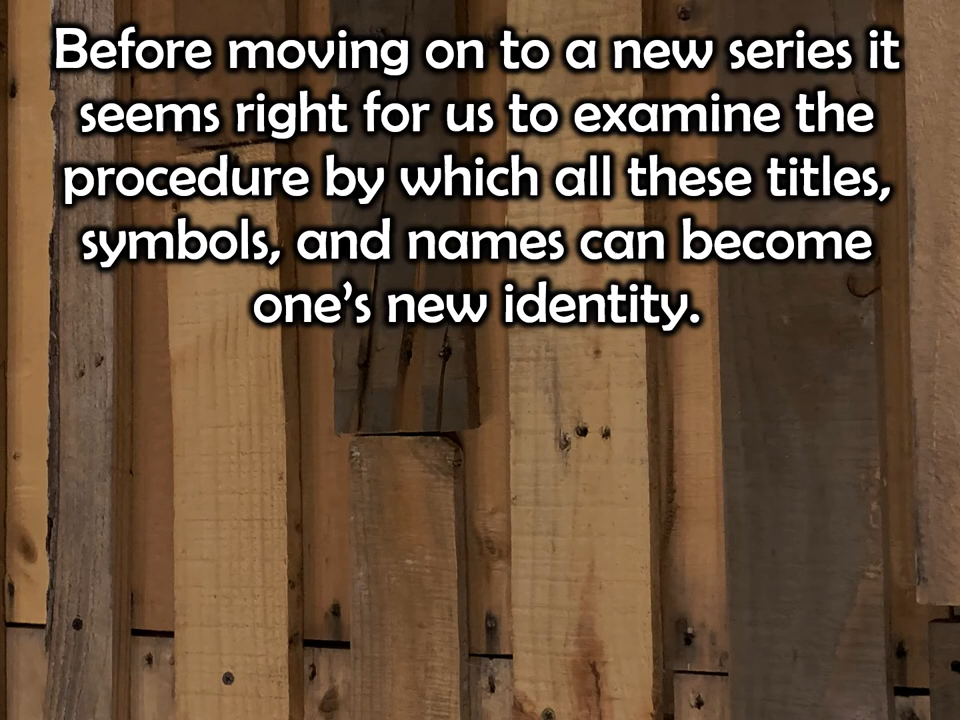 Before moving on to a new series it
seems right for us to examine the
procedure by which all these titles,
symbols, and names can become
one’s new identity.